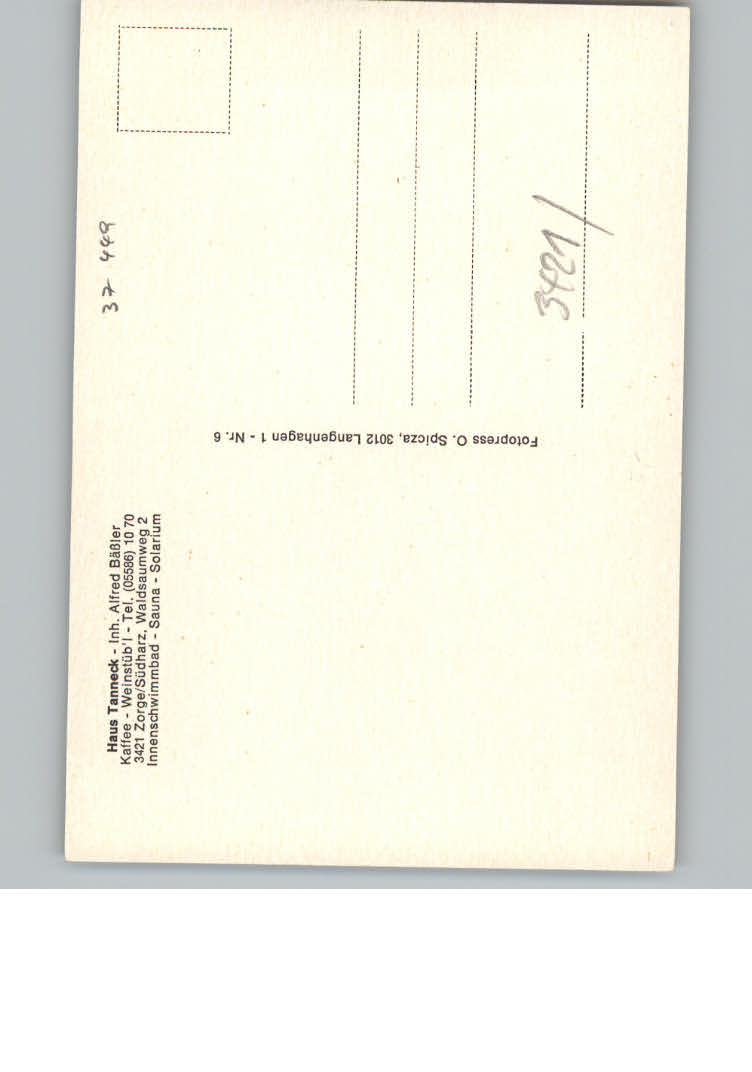 Haus Tanneck - Inh. Alfred Bäßler
Kaffee - Weinstüb'l - Tel. (05586) 10 70
3421 Zorge/Südharz, Waldsaumweg 2
Innenschwimmbad - Sauna - Solarium
Fotopress O. Spicza, 3012 Langenhagen 1 - Nr. 6
37 449
3421/